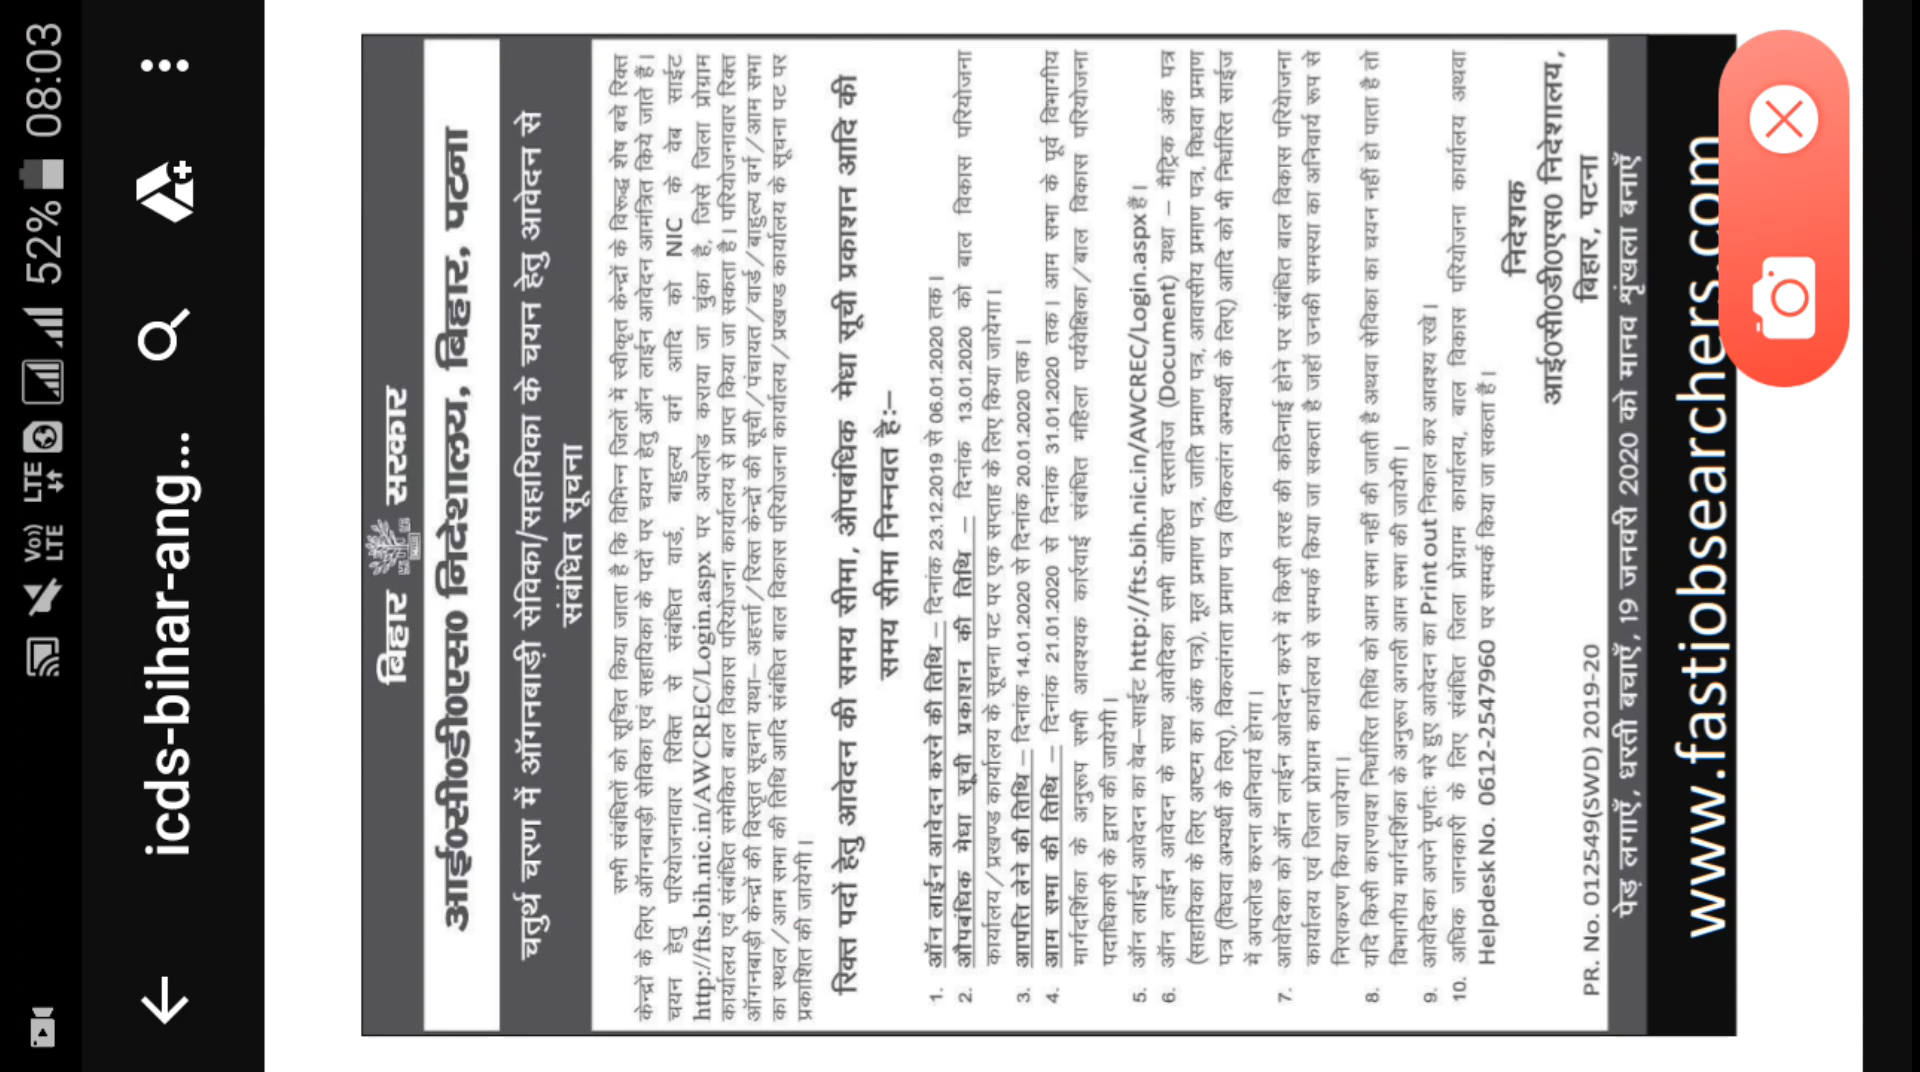 08:03
52%
LTE
Vo)) LTE
icds-bihar-ang...
बिहार सरकार
आई०सी०डी०एस० निदेशालय, बिहार, पटना
चतुर्थ चरण में आँगनबाड़ी सेविका/सहायिका के चयन हेतु आवेदन से
संबंधित सूचना
सभी संबंधितों को सूचित किया जाता है कि विभिन्न जिलों में स्वीकृत केन्द्रों के विरूद्ध शेष बचे रिक्त
केन्द्रों के लिए आँगनबाड़ी सेविका एवं सहायिका के पदों पर चयन हेतु ऑन लाईन आवेदन आमंत्रित किये जाते हैं।
चयन हेतु परियोजनावार रिक्ति से संबंधित वार्ड, बाहुल्य वर्ग आदि को NIC के वेब साईट
http://fts.bih.nic.in/AWCREC/Login.aspx पर अपलोड कराया जा चुंका है, जिसे जिला प्रोग्राम
कार्यालय एवं संबंधित समेकित बाल विकास परियोजना कार्यालय से प्राप्त किया जा सकता है। परियोजनावार रिक्त
आँगनबाड़ी केन्द्रों की विस्तृत सूचना यथा– अहर्त्ता/रिक्त केन्द्रों की सूची/पंचायत/वार्ड/बाहुल्य वर्ग/आम सभा
का स्थल/आम सभा की तिथि आदि संबंधित बाल विकास परियोजना कार्यालय/प्रखण्ड कार्यालय के सूचना पट पर
प्रकाशित की जायेगी।
रिक्त पदों हेतु आवेदन की समय सीमा, औपबंधिक मेघा सूची प्रकाशन आदि की
समय सीमा निम्नवत है:–
1. ऑन लाईन आवेदन करने की तिथि – दिनांक 23.12.2019 से 06.01.2020 तक।
2. औपबंधिक मेघा सूची प्रकाशन की तिथि – दिनांक 13.01.2020 को बाल विकास परियोजना
कार्यालय/प्रखण्ड कार्यालय के सूचना पट पर एक सप्ताह के लिए किया जायेगा।
3. आपत्ति लेने की तिथि – दिनांक 14.01.2020 से दिनांक 20.01.2020 तक।
4. आम सभा की तिथि – दिनांक 21.01.2020 से दिनांक 31.01.2020 तक। आम सभा के पूर्व विभागीय
मार्गदर्शिका के अनुरूप सभी आवश्यक कार्रवाई संबंधित महिला पर्यवेक्षिका/बाल विकास परियोजना
पदाधिकारी के द्वारा की जायेगी।
5. ऑन लाईन आवेदन का वेब–साईट http://fts.bih.nic.in/AWCREC/Login.aspx हैं।
6. ऑन लाईन आवेदन के साथ आवेदिका सभी वांछित दस्तावेज (Document) यथा – मैट्रिक अंक पत्र
(सहायिका के लिए अष्टम का अंक पत्र), मूल प्रमाण पत्र, जाति प्रमाण पत्र, आवासीय प्रमाण पत्र, विधवा प्रमाण
पत्र (विधवा अभ्यर्थी के लिए), विकलांगता प्रमाण पत्र (विकलांग अभ्यर्थी के लिए) आदि को भी निर्धारित साईज
में अपलोड करना अनिवार्य होगा।
7. आवेदिका को ऑन लाईन आवेदन करने में किसी तरह की कठिनाई होने पर संबंधित बाल विकास परियोजना
कार्यालय एवं जिला प्रोग्राम कार्यालय से सम्पर्क किया जा सकता है जहाँ उनकी समस्या का अनिवार्य रूप से
निराकरण किया जायेगा।
8. यदि किसी कारणवश निर्धारित तिथि को आम सभा नहीं की जाती है अथवा सेविका का चयन नहीं हो पाता है तो
विभागीय मार्गदर्शिका के अनुरूप अगली आम सभा की जायेगी।
9. आवेदिका अपने पूर्णतः भरे हुए आवेदन का Print out निकाल कर आवश्य रखें।
10. अधिक जानकारी के लिए संबंधित जिला प्रोग्राम कार्यालय, बाल विकास परियोजना कार्यालय अथवा
Helpdesk No. 0612-2547960 पर सम्पर्क किया जा सकता हैं।
निदेशक
आई०सी०डी०एस० निदेशालय,
बिहार, पटना
PR. No. 012549(SWD) 2019-20
पेड़ लगाएँ, धरती बचाएँ, 19 जनवरी 2020 को मानव श्रृंखला बनाएँ
www.fastjobsearchers.com